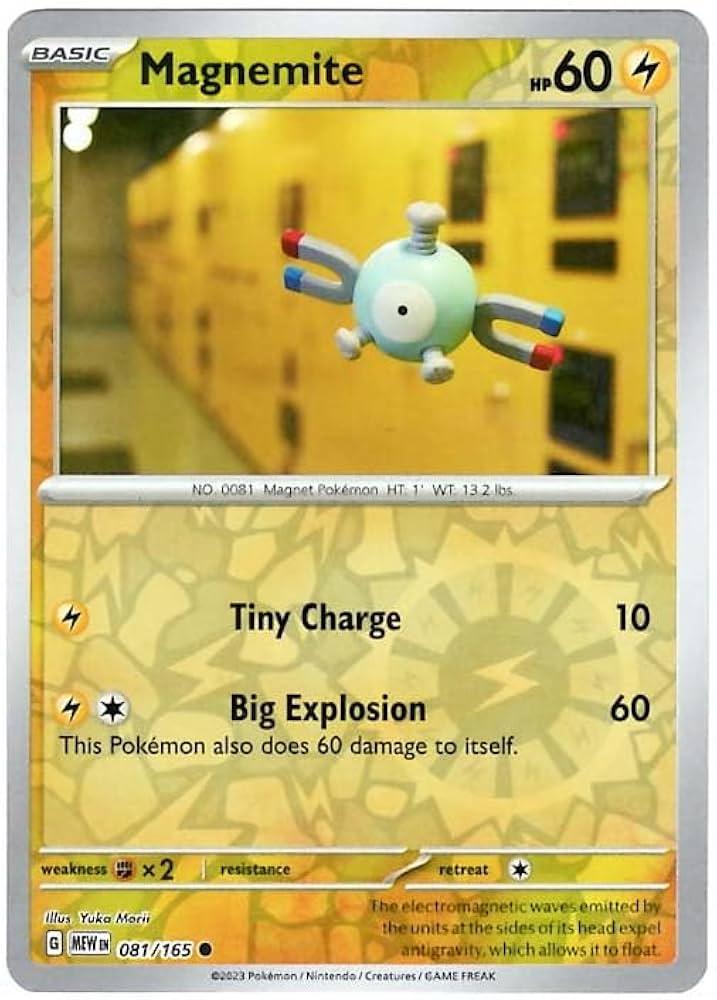 BASIC Magnemite HP 60
NO. 0081 Magnet Pokémon HT: 1' WT: 13.2 lbs.
Tiny Charge 10
Big Explosion 60
This Pokémon also does 60 damage to itself.
weakness ×2 resistance retreat
Illus. Yuka Morii
G MEW EN 081/165
The electromagnetic waves emitted by
the units at the sides of its head expel
antigravity, which allows it to float.
©2023 Pokémon / Nintendo / Creatures / GAME FREAK